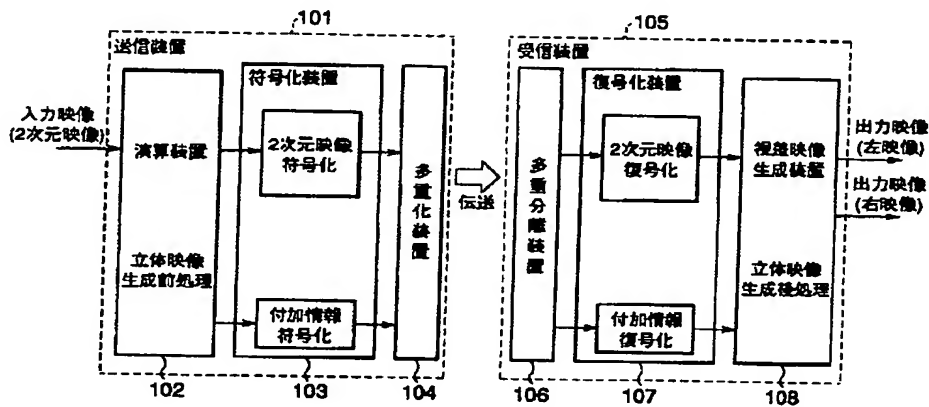 101
送信装置
入力映像
(2次元映像)
演算装置
立体映像
生成前処理
102
符号化装置
2次元映像
符号化
付加情報
符号化
103
多重化装置
104
伝送
105
受信装置
多重分離装置
106
復号化装置
2次元映像
復号化
付加情報
復号化
107
視差映像
生成装置
立体映像
生成後処理
108
出力映像
(左映像)
出力映像
(右映像)